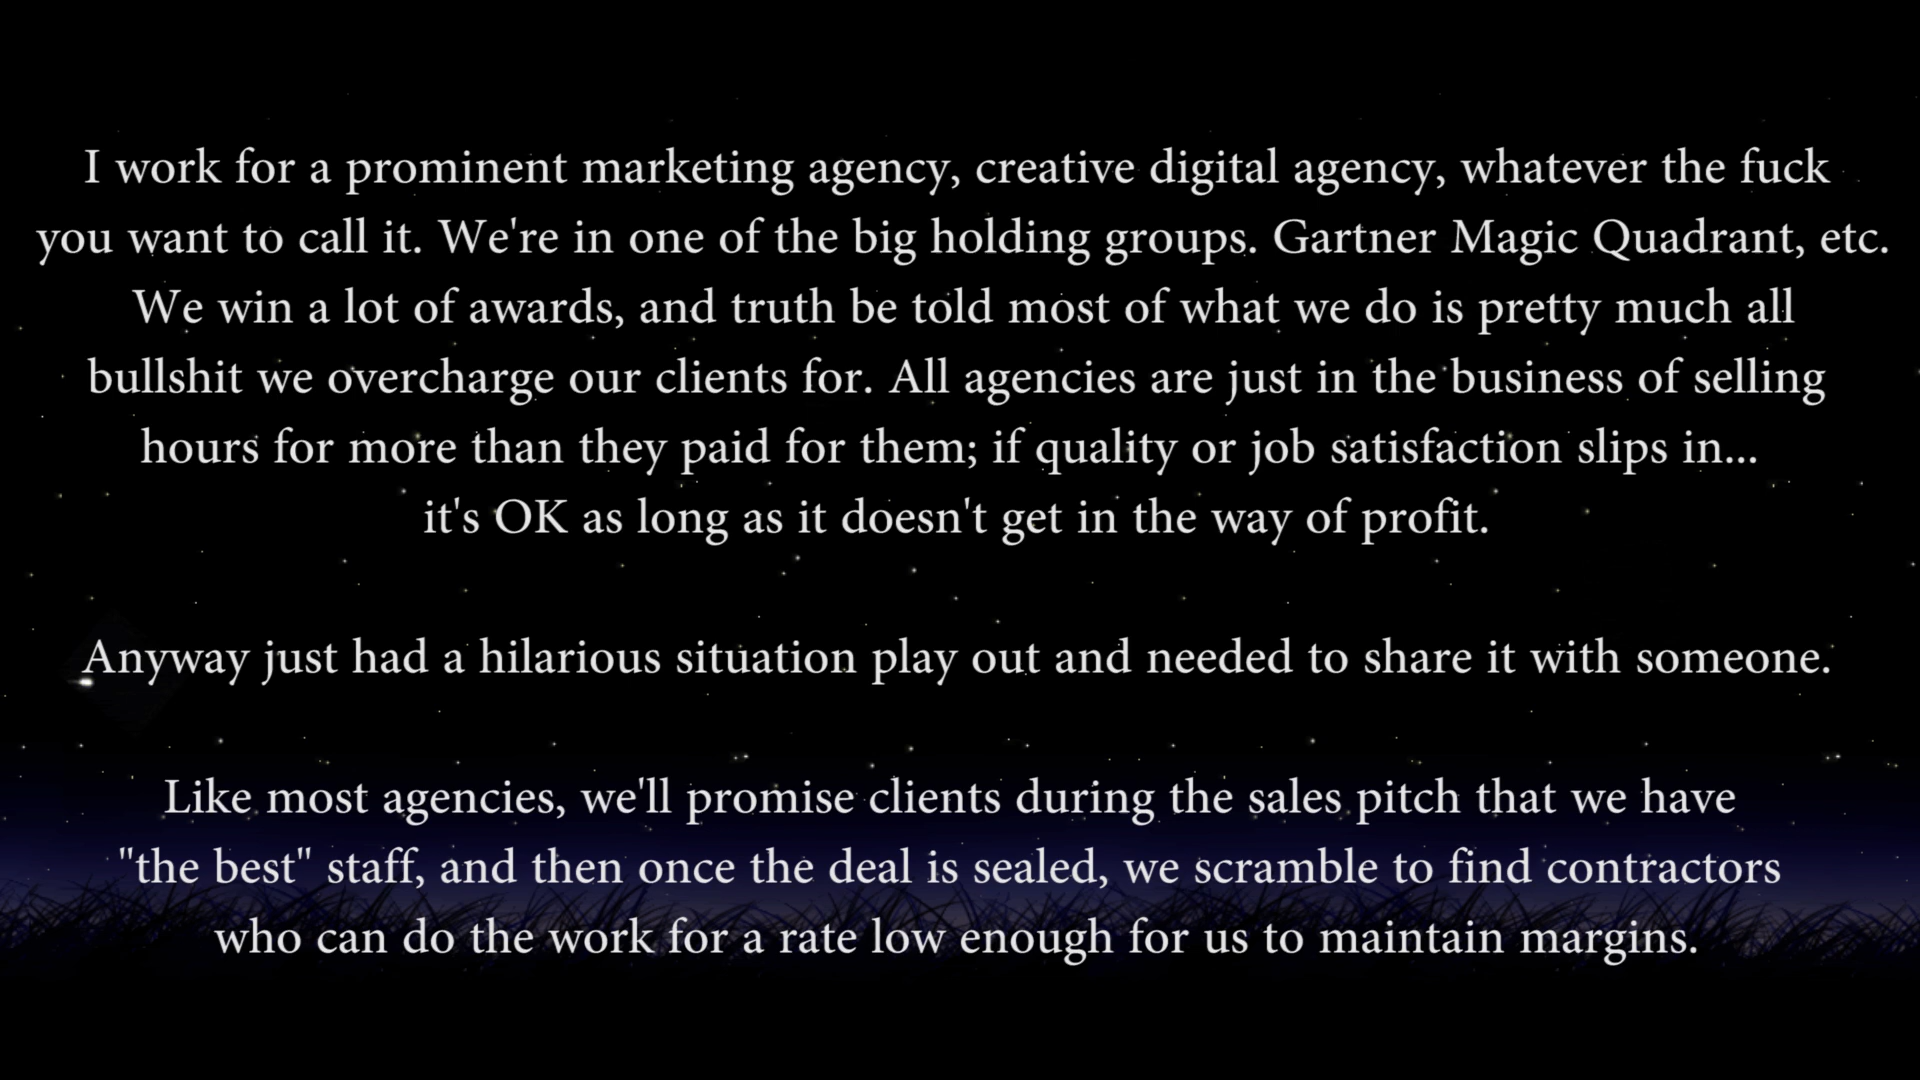 I work for a prominent marketing agency, creative digital agency, whatever the fuck
you want to call it. We're in one of the big holding groups. Gartner Magic Quadrant, etc.
We win a lot of awards, and truth be told most of what we do is pretty much all
bullshit we overcharge our clients for. All agencies are just in the business of selling
hours for more than they paid for them; if quality or job satisfaction slips in...
it's OK as long as it doesn't get in the way of profit.
Anyway just had a hilarious situation play out and needed to share it with someone.
Like most agencies, we'll promise clients during the sales pitch that we have
"the best" staff, and then once the deal is sealed, we scramble to find contractors
who can do the work for a rate low enough for us to maintain margins.